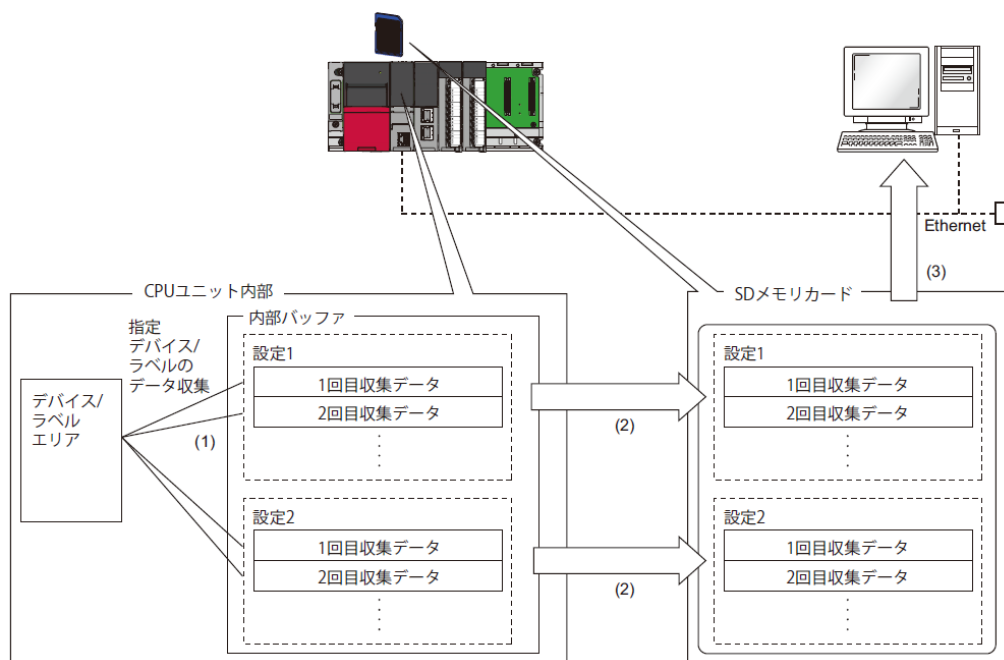 Ethernet
(3)
CPUユニット内部
SDメモリカード
指定
デバイス/
ラベルの
データ収集
内部バッファ
デバイス/
ラベル
エリア
(1)
設定1
1回目収集データ
2回目収集データ
(2)
設定1
1回目収集データ
2回目収集データ
設定2
1回目収集データ
2回目収集データ
(2)
設定2
1回目収集データ
2回目収集データ